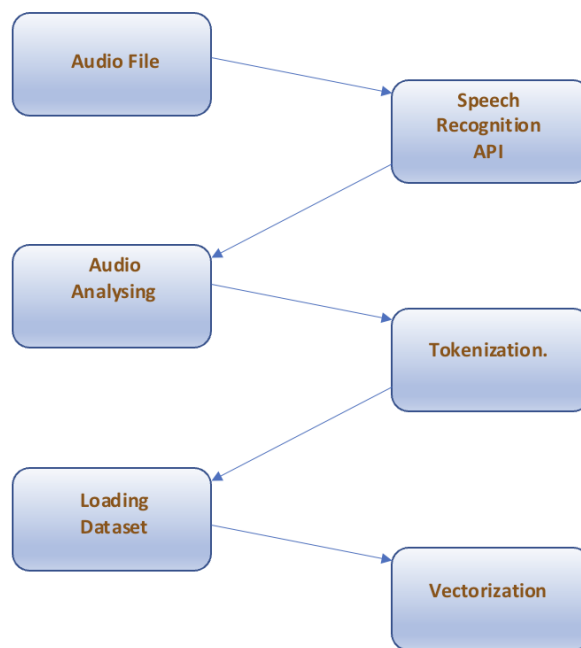 Audio File
Speech
Recognition
API
Audio
Analysing
Tokenization.
Loading
Dataset
Vectorization